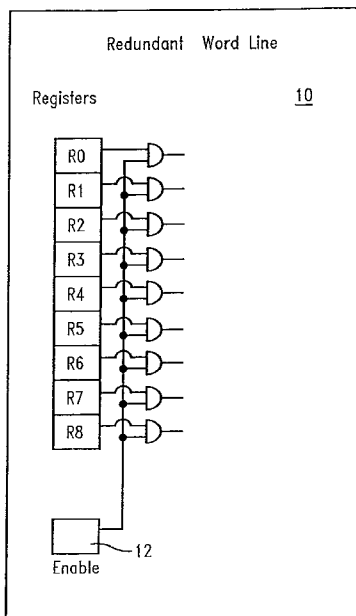 Redundant Word Line
Registers
10
R0
R1
R2
R3
R4
R5
R6
R7
R8
12
Enable